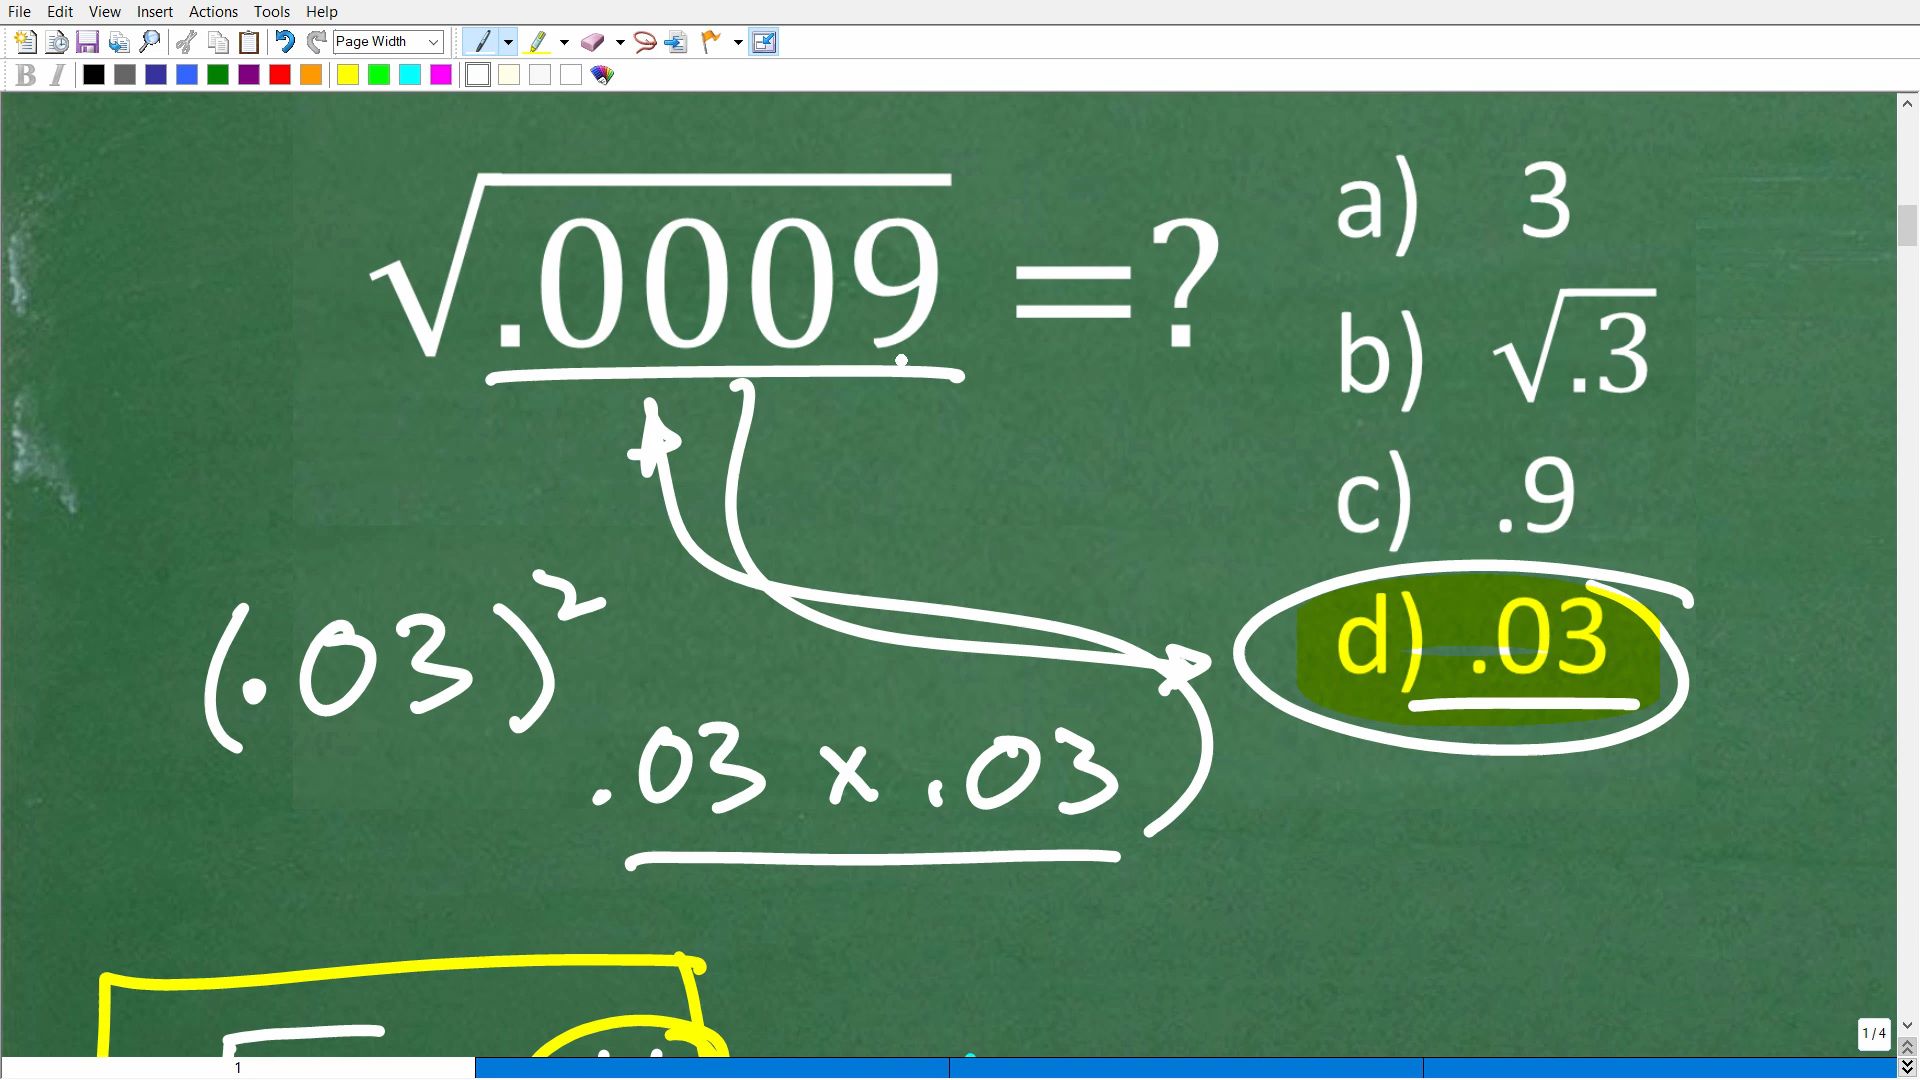 File Edit View Insert Actions Tools Help
Page Width
B I
√.0009 =?
a) 3
b) √.3
c) .9
d) .03
(.03)²
.03 x .03
1 / 4
1